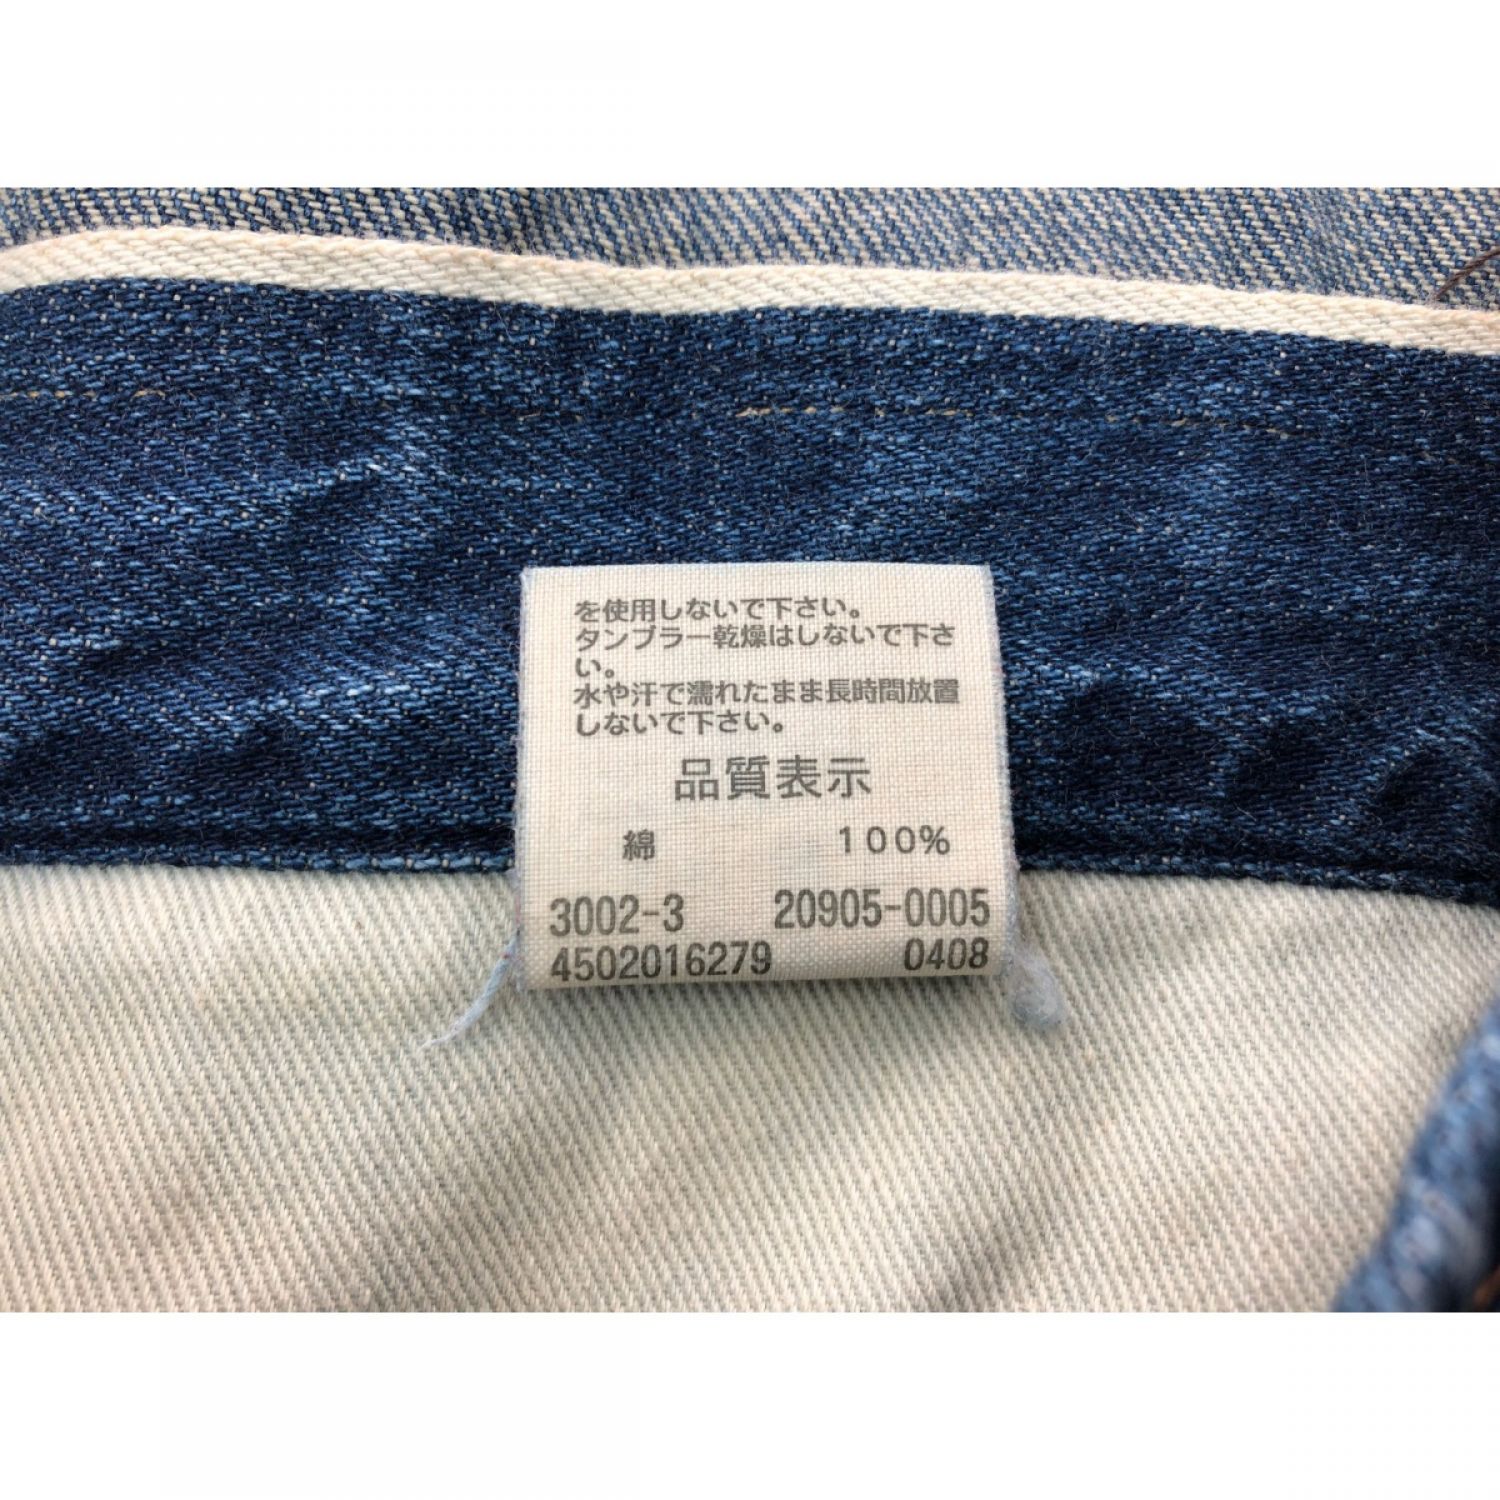 を使用しないで下さい。
タンブラー乾燥はしないで下さ
い。
水や汗で濡れたまま長時間放置
しないで下さい。
品質表示
綿 100%
3002-3 20905-0005
4502016279 0408